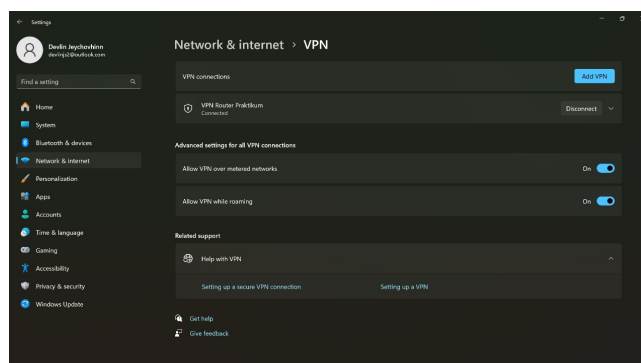 Settings
Devlin Jeychovhinn
devlinjs2@outlook.com
Find a setting
Home
System
Bluetooth & devices
Network & internet
Personalization
Apps
Accounts
Time & language
Gaming
Accessibility
Privacy & security
Windows Update
Network & internet > VPN
VPN connections
Add VPN
VPN Router Praktikum
Connected
Disconnect
Advanced settings for all VPN connections
Allow VPN over metered networks
On
Allow VPN while roaming
On
Related support
Help with VPN
Setting up a secure VPN connection
Setting up a VPN
Get help
Give feedback